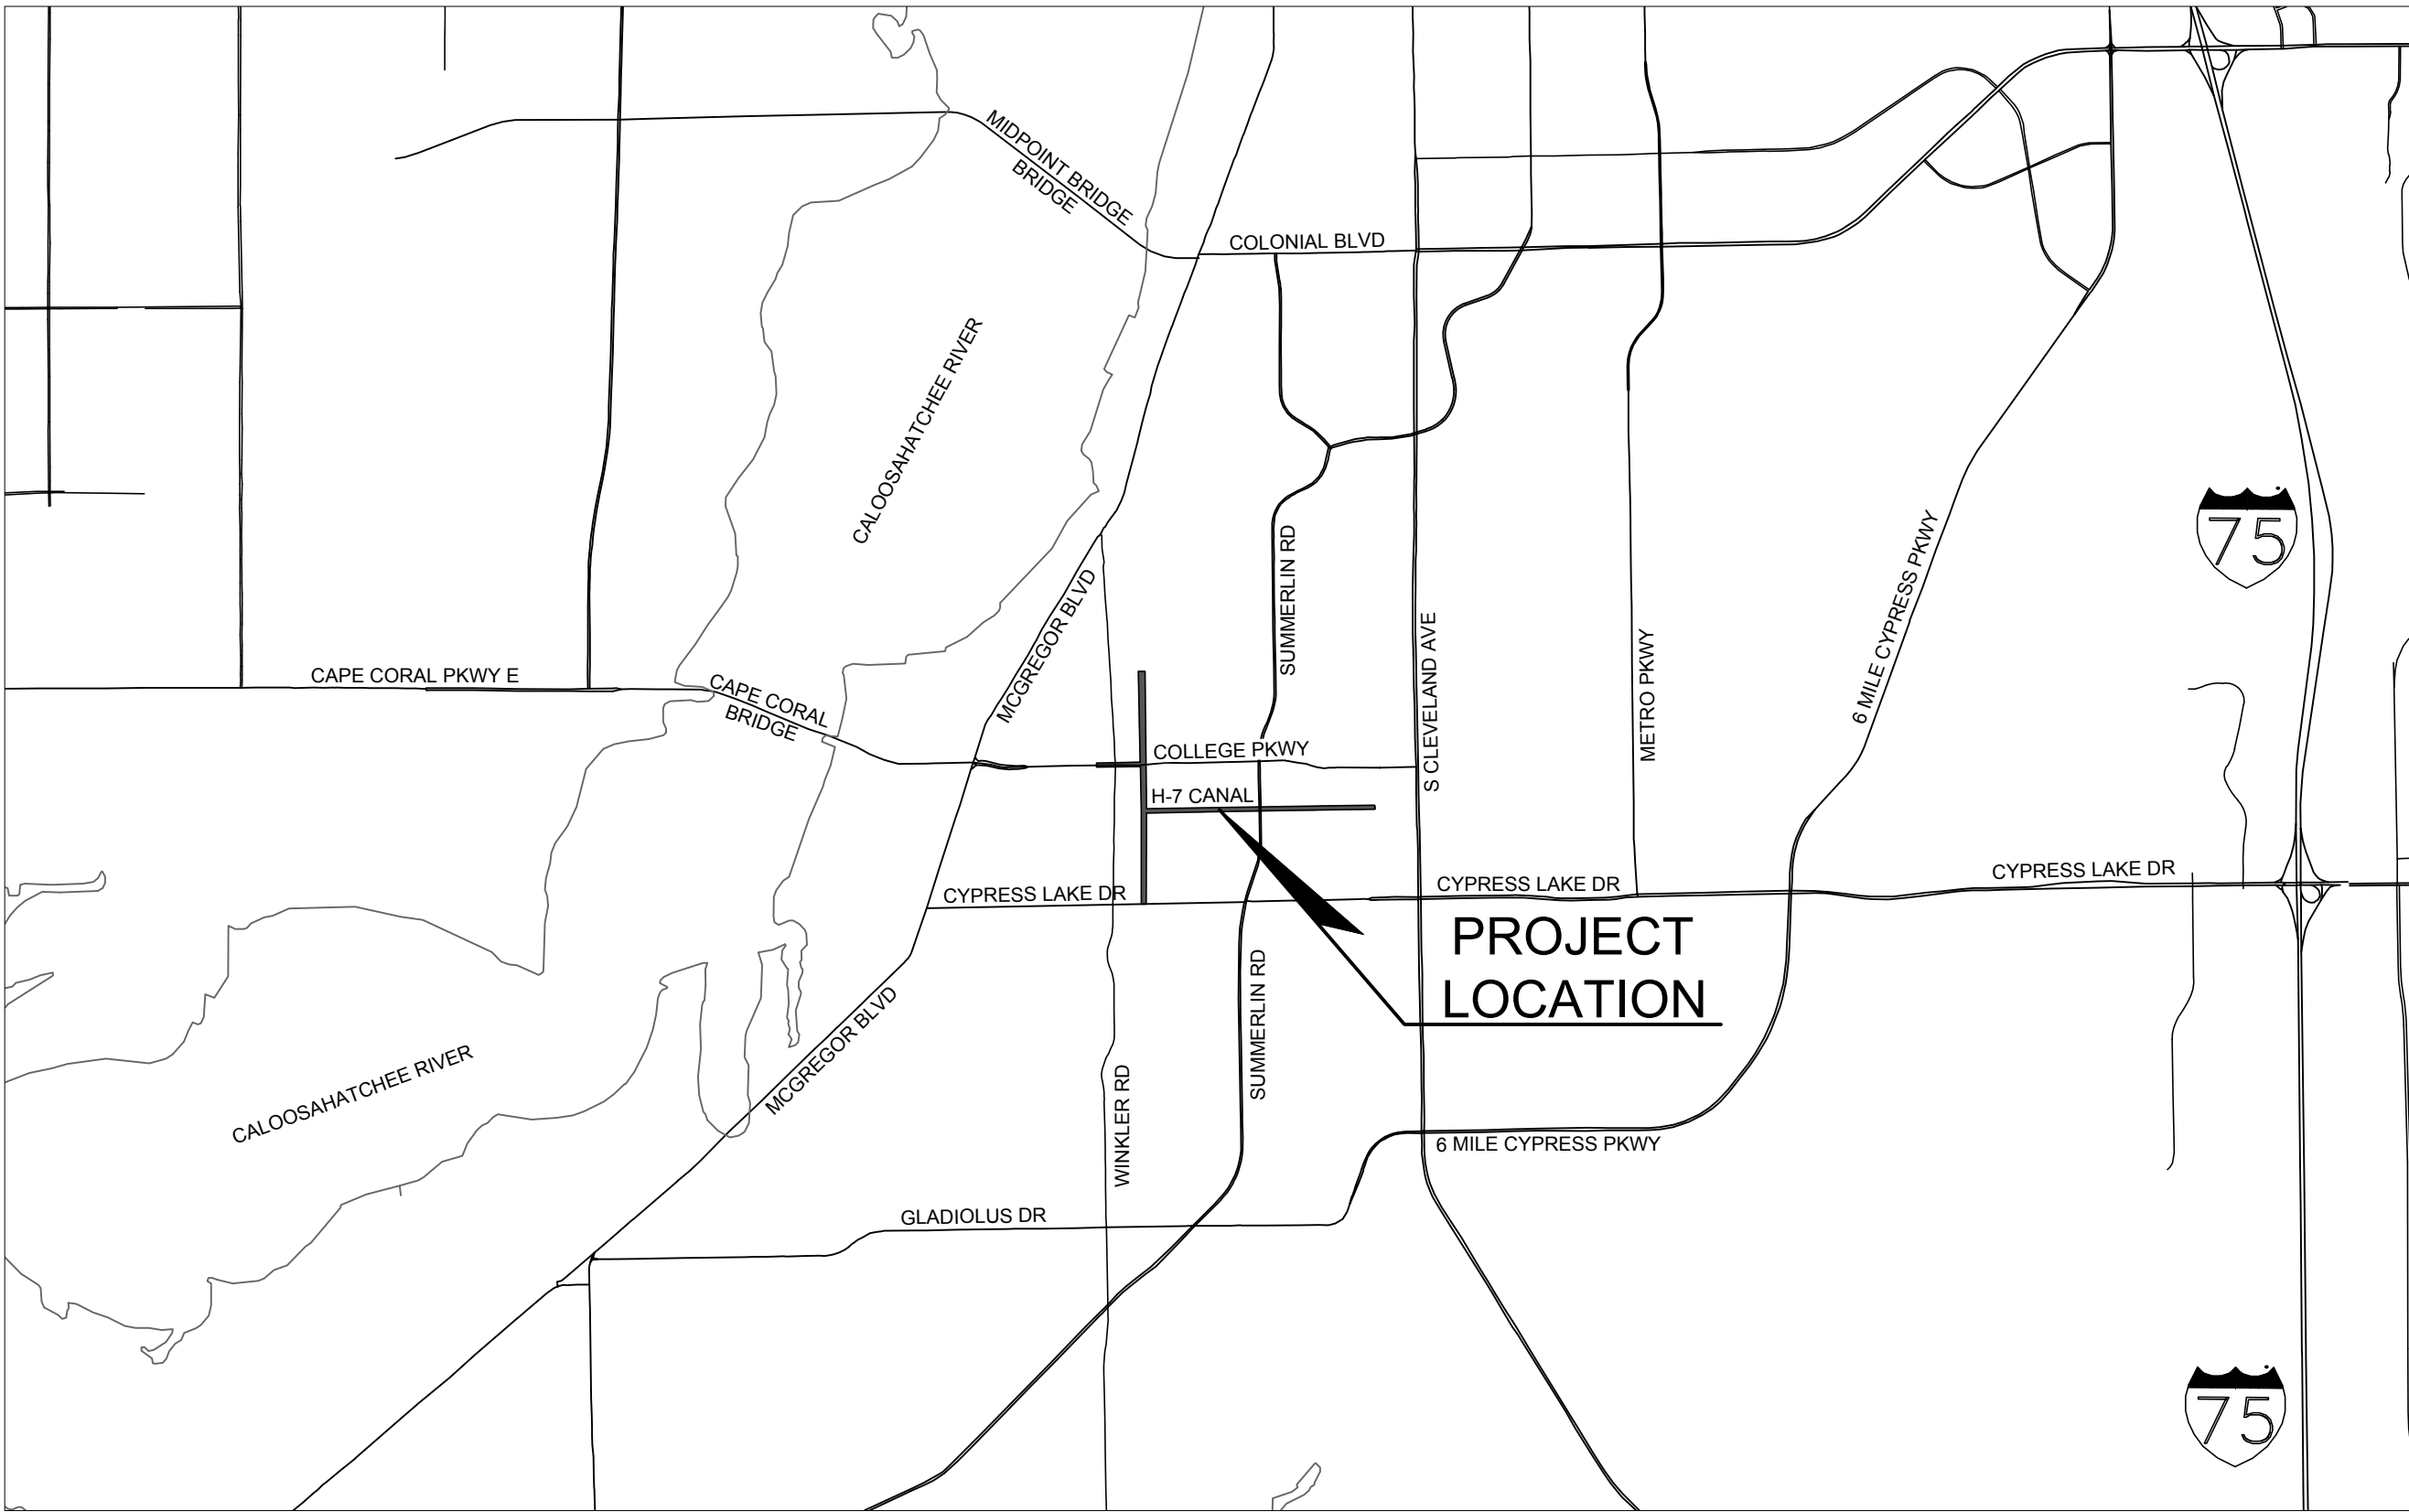 MIDPOINT BRIDGE
BRIDGE
COLONIAL BLVD
CALOOSAHATCHEE RIVER
75
SUMMERLIN RD
6 MILE CYPRESS PKWY
MCGREGOR BLVD
S CLEVELAND AVE
METRO PKWY
CAPE CORAL PKWY E
CAPE CORAL
BRIDGE
COLLEGE PKWY
H-7 CANAL
CYPRESS LAKE DR
CYPRESS LAKE DR
CYPRESS LAKE DR
PROJECT
LOCATION
SUMMERLIN RD
MCGREGOR BLVD
CALOOSAHATCHEE RIVER
WINKLER RD
6 MILE CYPRESS PKWY
GLADIOLUS DR
75